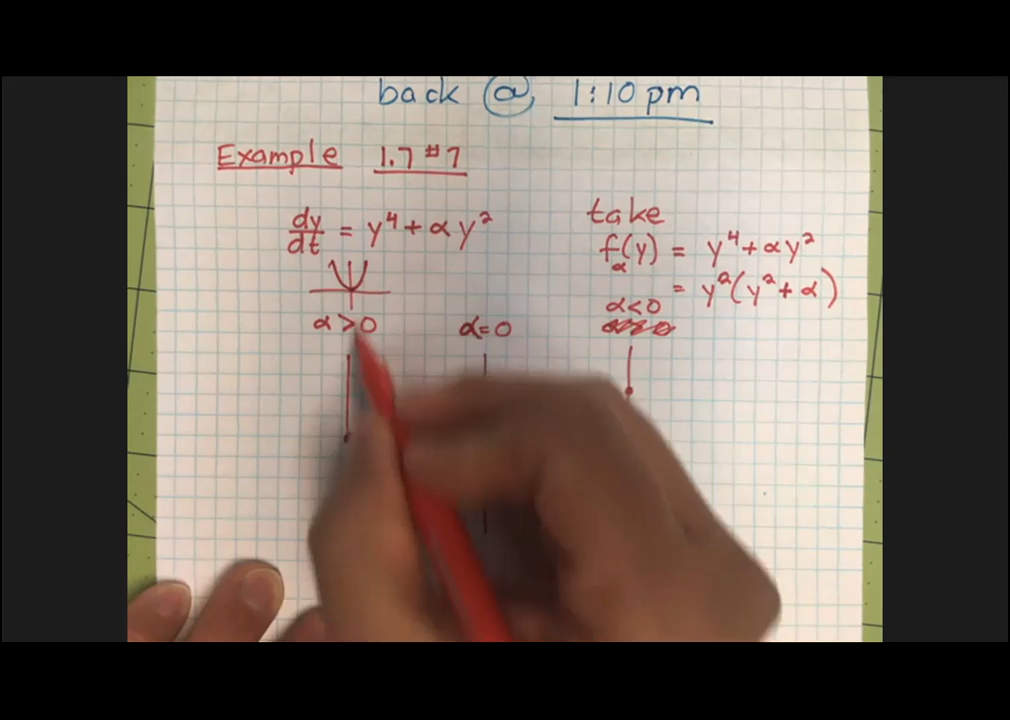 back @ 1:10 pm
Example 1.7 #7
dy/dt = y⁴ + αy²
take
f_α(y) = y⁴ + αy²
= y²(y² + α)
α > 0
α = 0
α < 0